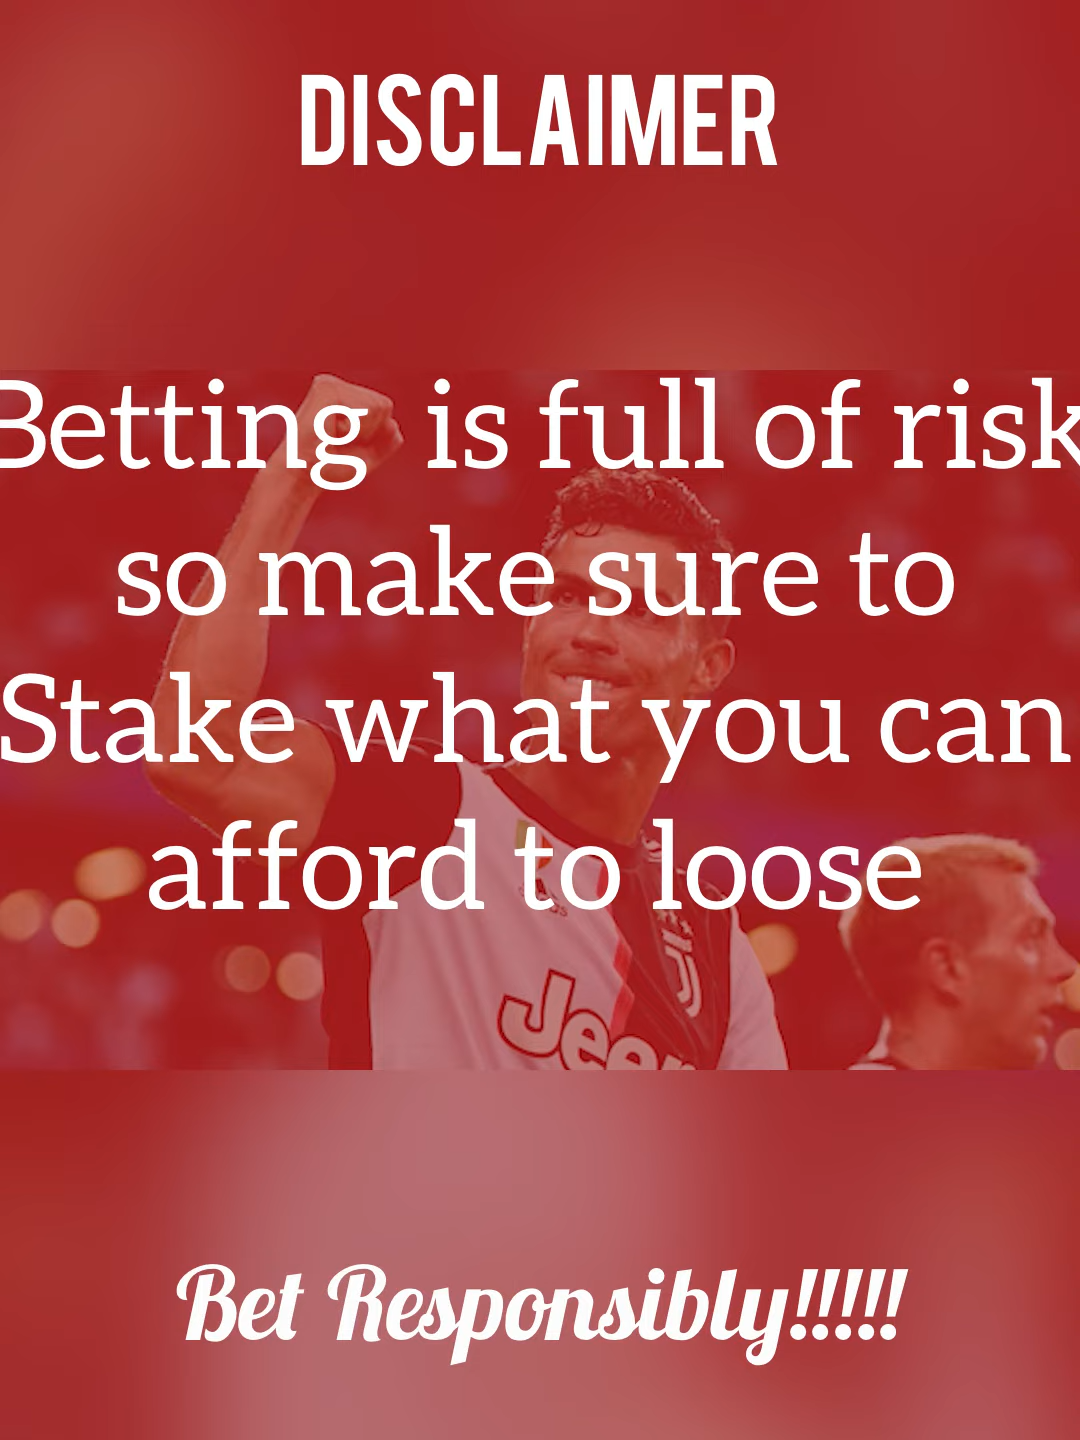 DISCLAIMER
Betting is full of risk
so make sure to
Stake what you can
afford to loose
Jeep
Bet Responsibly!!!!!